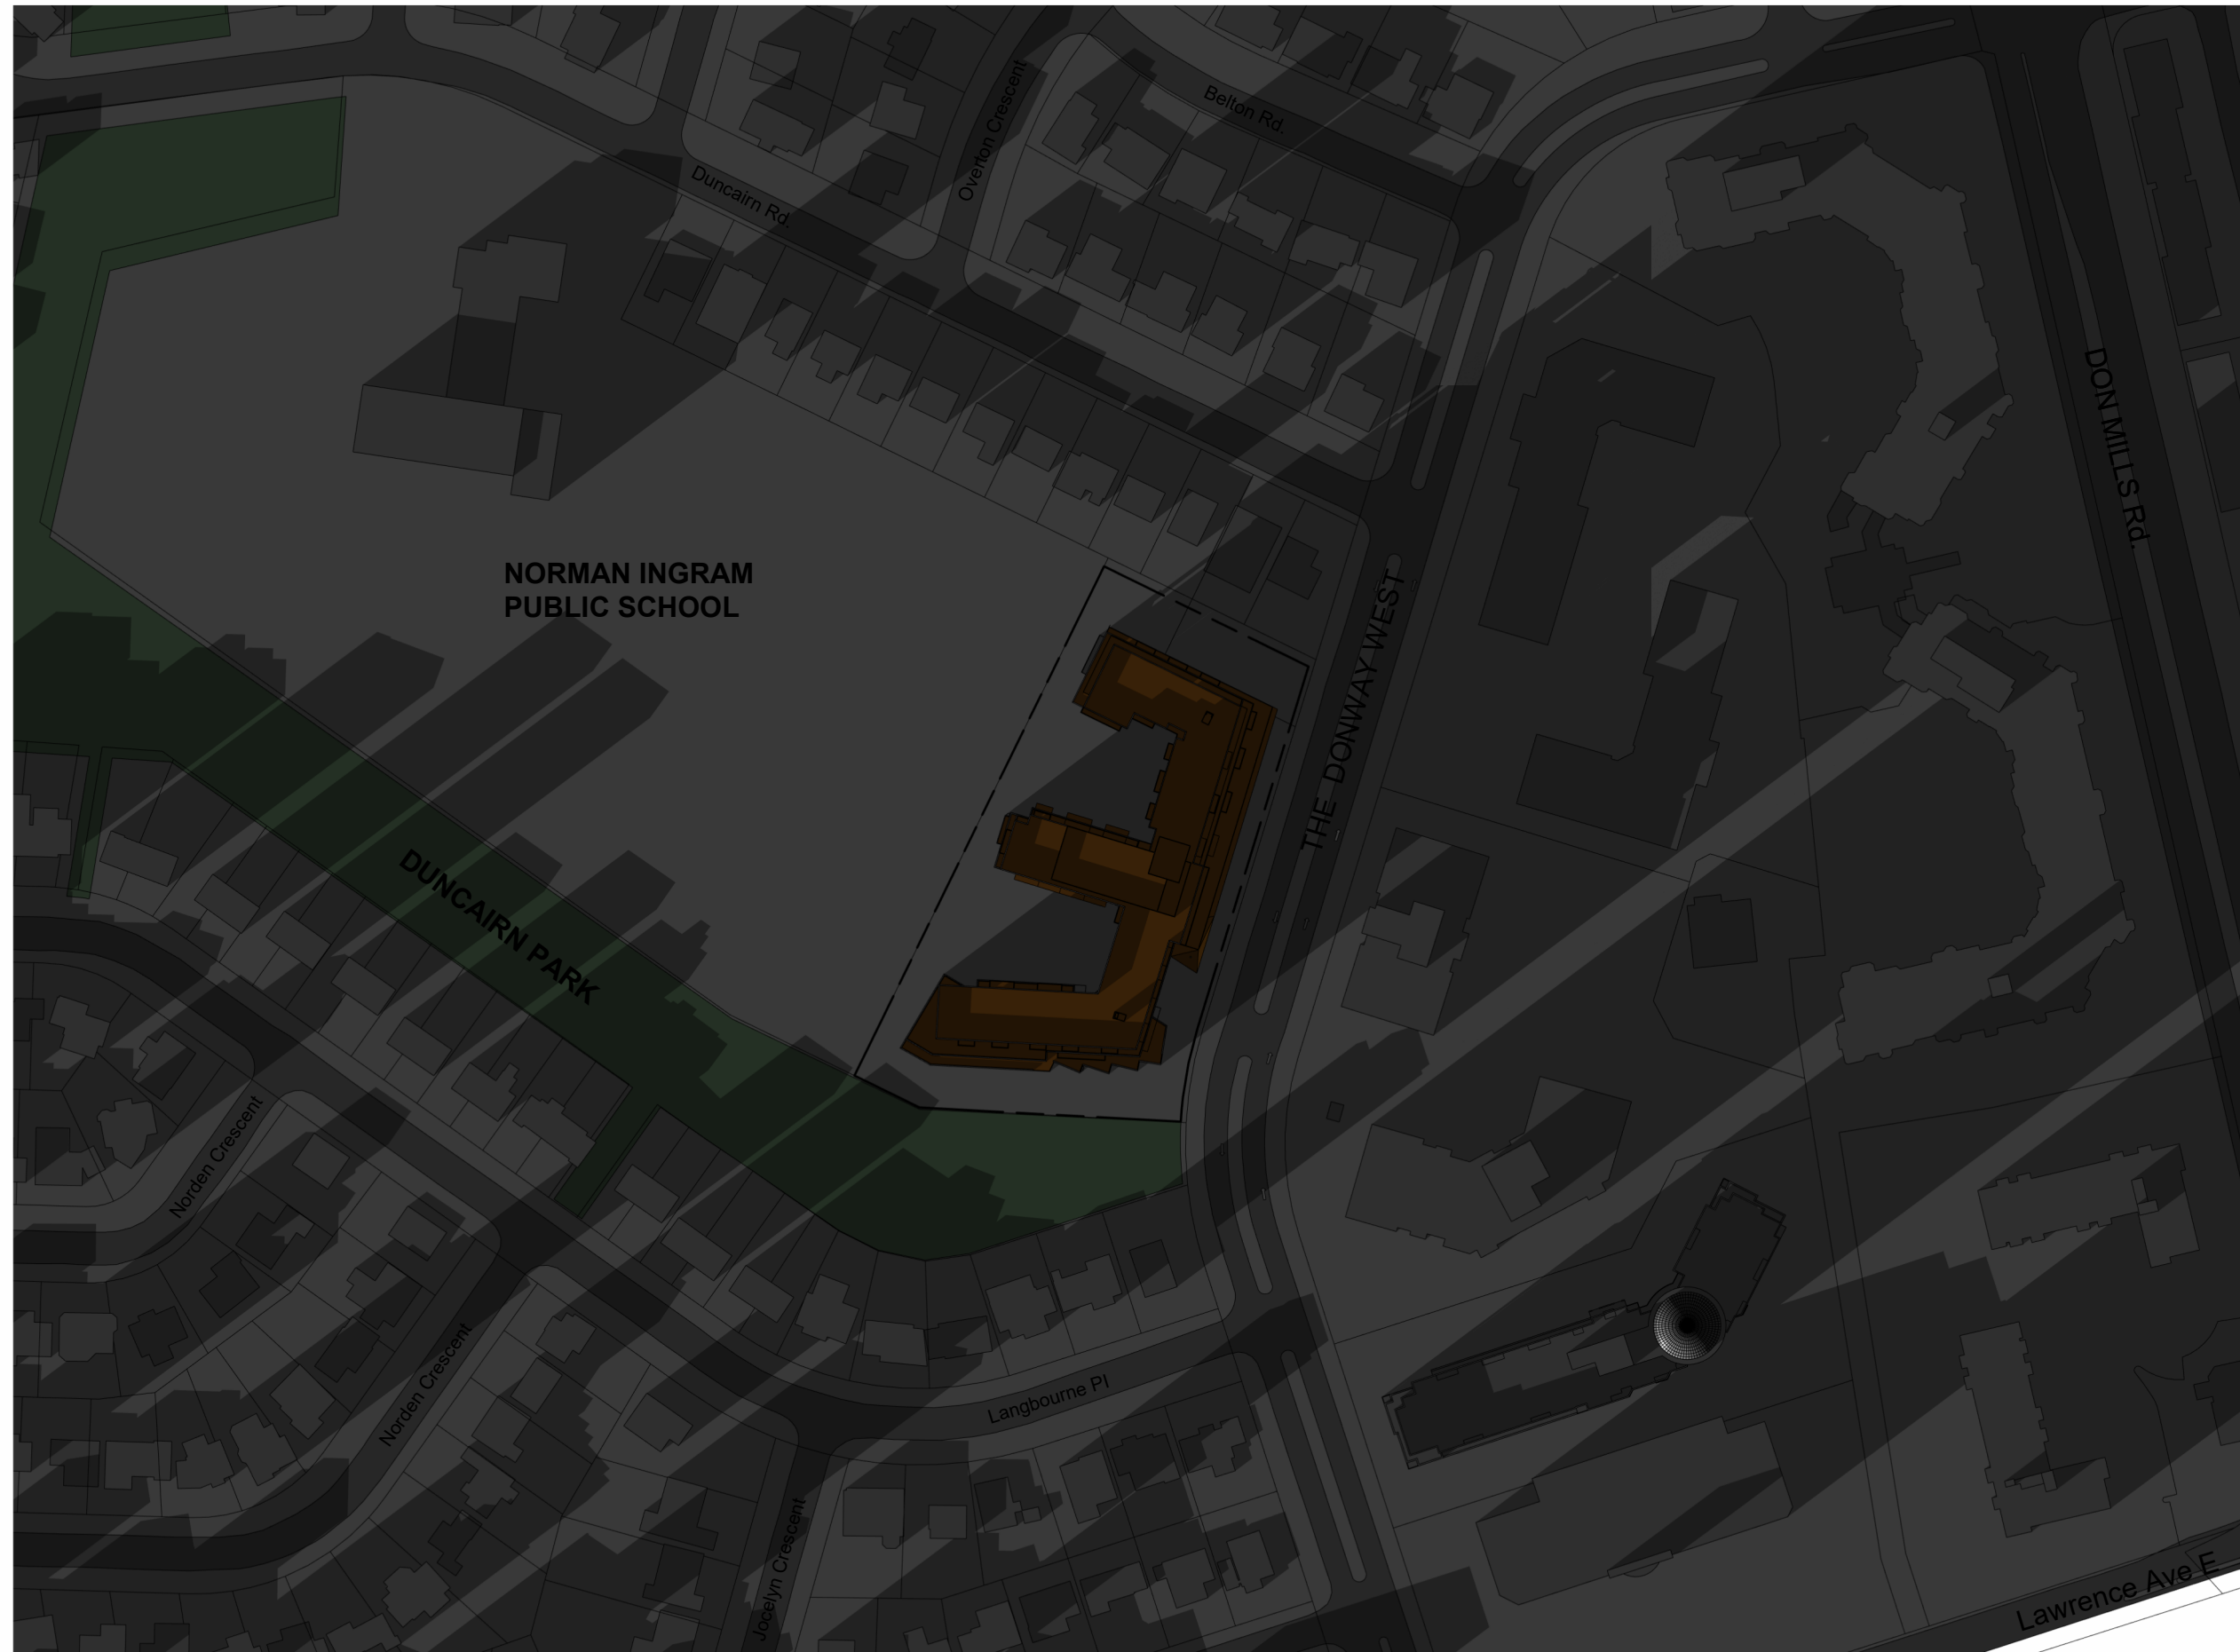 Overton Crescent
Belton Rd.
Duncairn Rd.
DON MILLS Rd.
NORMAN INGRAM
PUBLIC SCHOOL
THE DONWAY WEST
DUNCAIRN PARK
Norden Crescent
Norden Crescent
Langbourne Pl
Jocelyn Crescent
Lawrence Ave E